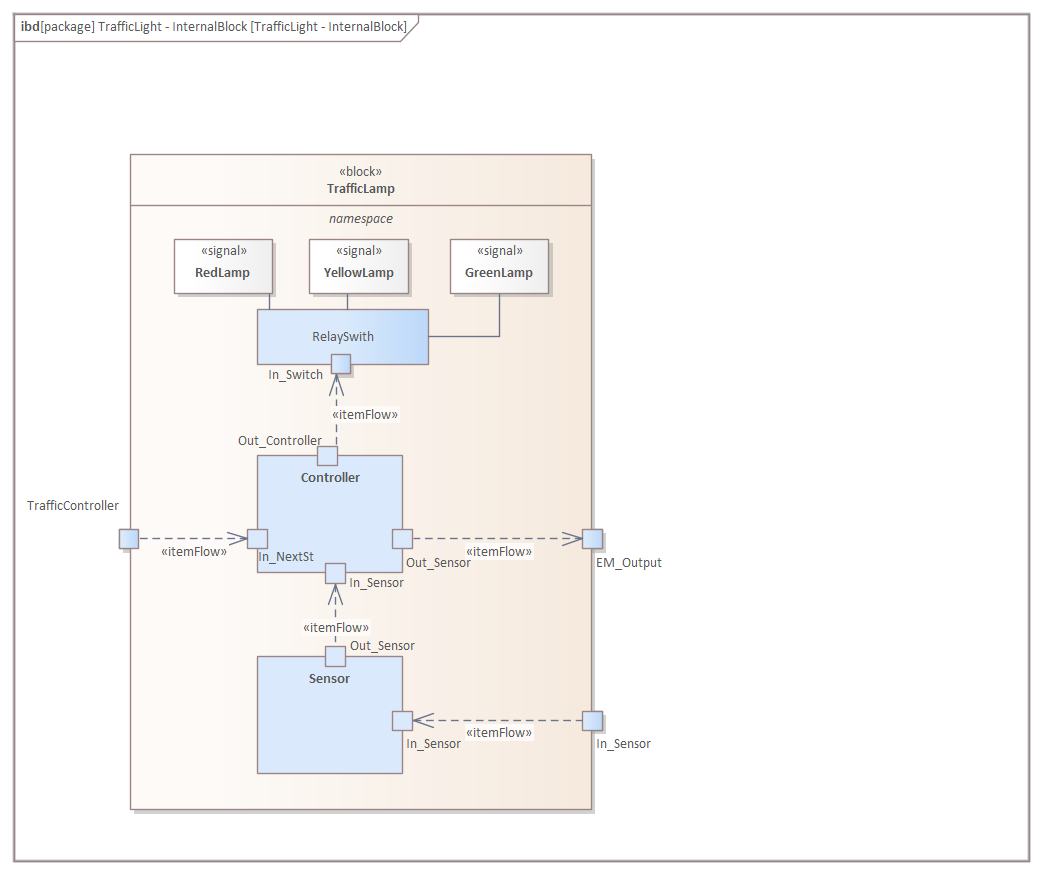 ibd[package] TrafficLight - InternalBlock [TrafficLight - InternalBlock]
«block»
TrafficLamp
namespace
«signal»
RedLamp
«signal»
YellowLamp
«signal»
GreenLamp
RelaySwith
In_Switch
«itemFlow»
Out_Controller
Controller
TrafficController
«itemFlow»
In_NextSt
Out_Sensor
«itemFlow»
EM_Output
In_Sensor
«itemFlow»
Out_Sensor
Sensor
In_Sensor
«itemFlow»
In_Sensor